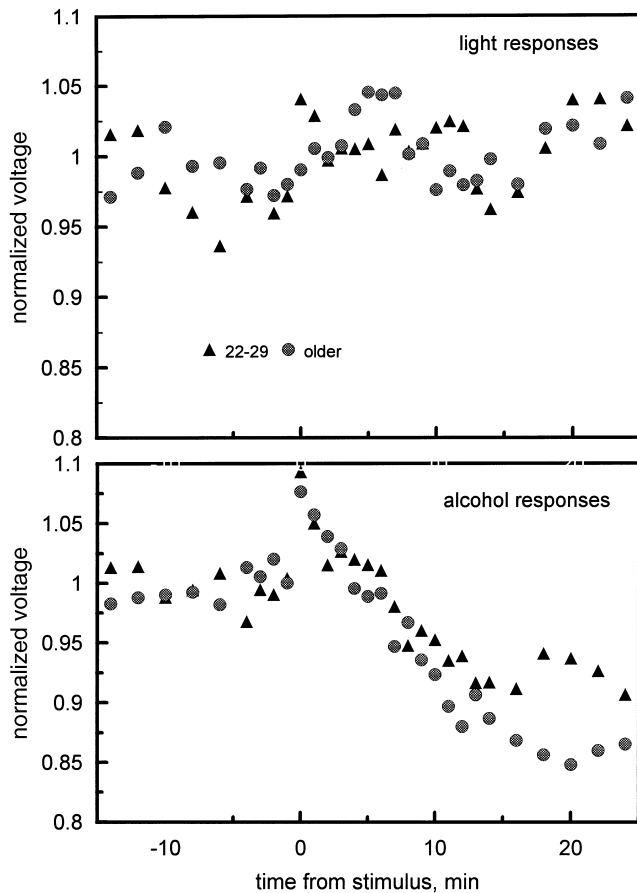 light responses
1.1
1.05
1
0.95
0.9
0.85
0.8
normalized voltage
22-29 older
alcohol responses
1.1
1.05
1
0.95
0.9
0.85
0.8
normalized voltage
-10 0 10 20
time from stimulus, min